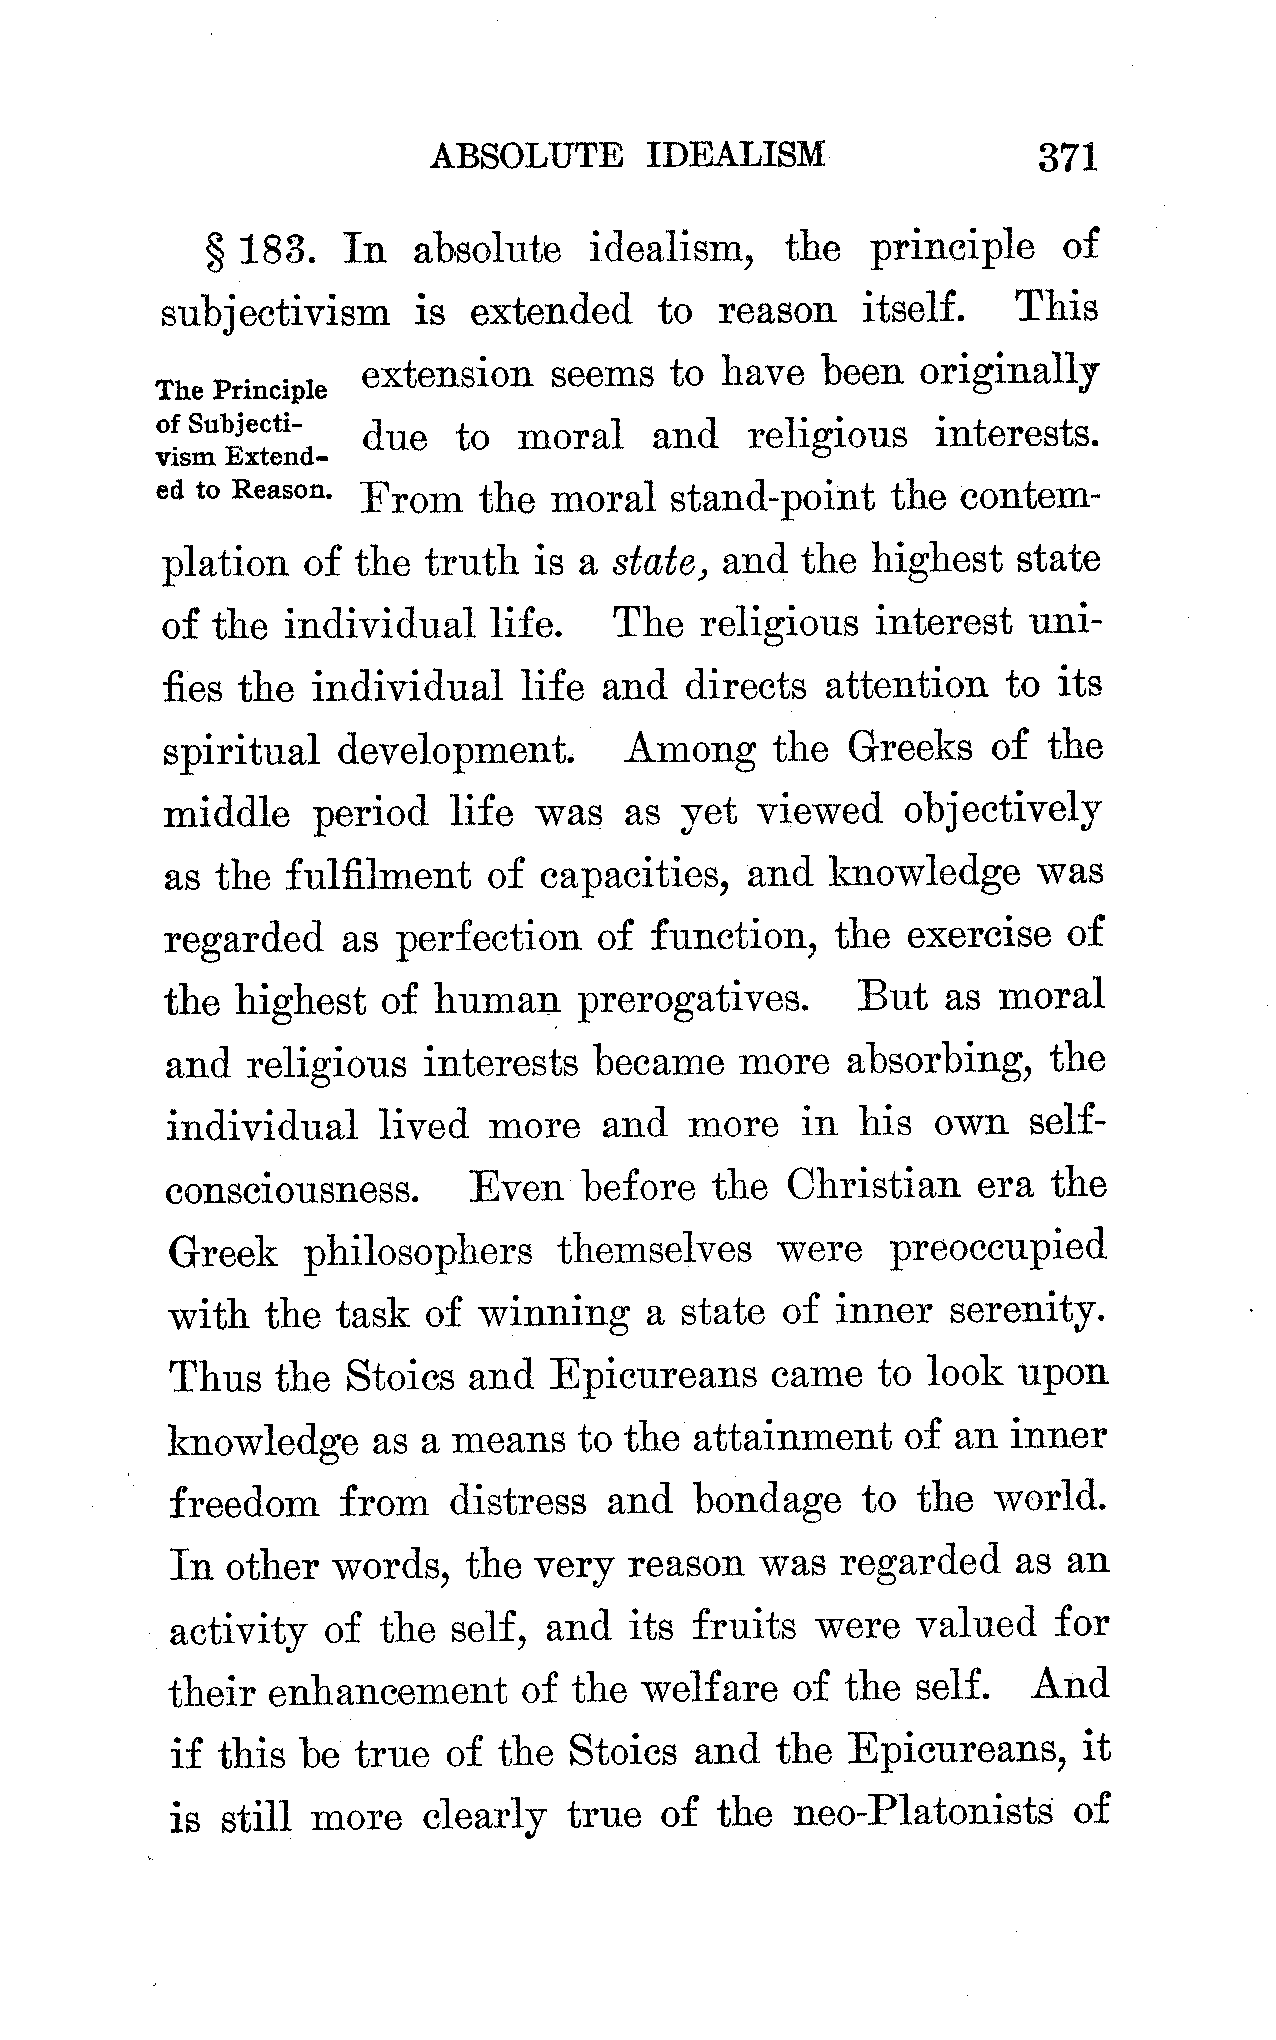 ABSOLUTE IDEALISM 371
§ 183. In absolute idealism, the principle of
subjectivism is extended to reason itself. This
The Principle
of Subjecti-
vism Extend-
ed to Reason.
extension seems to have been originally
due to moral and religious interests.
From the moral stand-point the contem-
plation of the truth is a state, and the highest state
of the individual life. The religious interest uni-
fies the individual life and directs attention to its
spiritual development. Among the Greeks of the
middle period life was as yet viewed objectively
as the fulfilment of capacities, and knowledge was
regarded as perfection of function, the exercise of
the highest of human prerogatives. But as moral
and religious interests became more absorbing, the
individual lived more and more in his own self-
consciousness. Even before the Christian era the
Greek philosophers themselves were preoccupied
with the task of winning a state of inner serenity.
Thus the Stoics and Epicureans came to look upon
knowledge as a means to the attainment of an inner
freedom from distress and bondage to the world.
In other words, the very reason was regarded as an
activity of the self, and its fruits were valued for
their enhancement of the welfare of the self. And
if this be true of the Stoics and the Epicureans, it
is still more clearly true of the neo-Platonists of